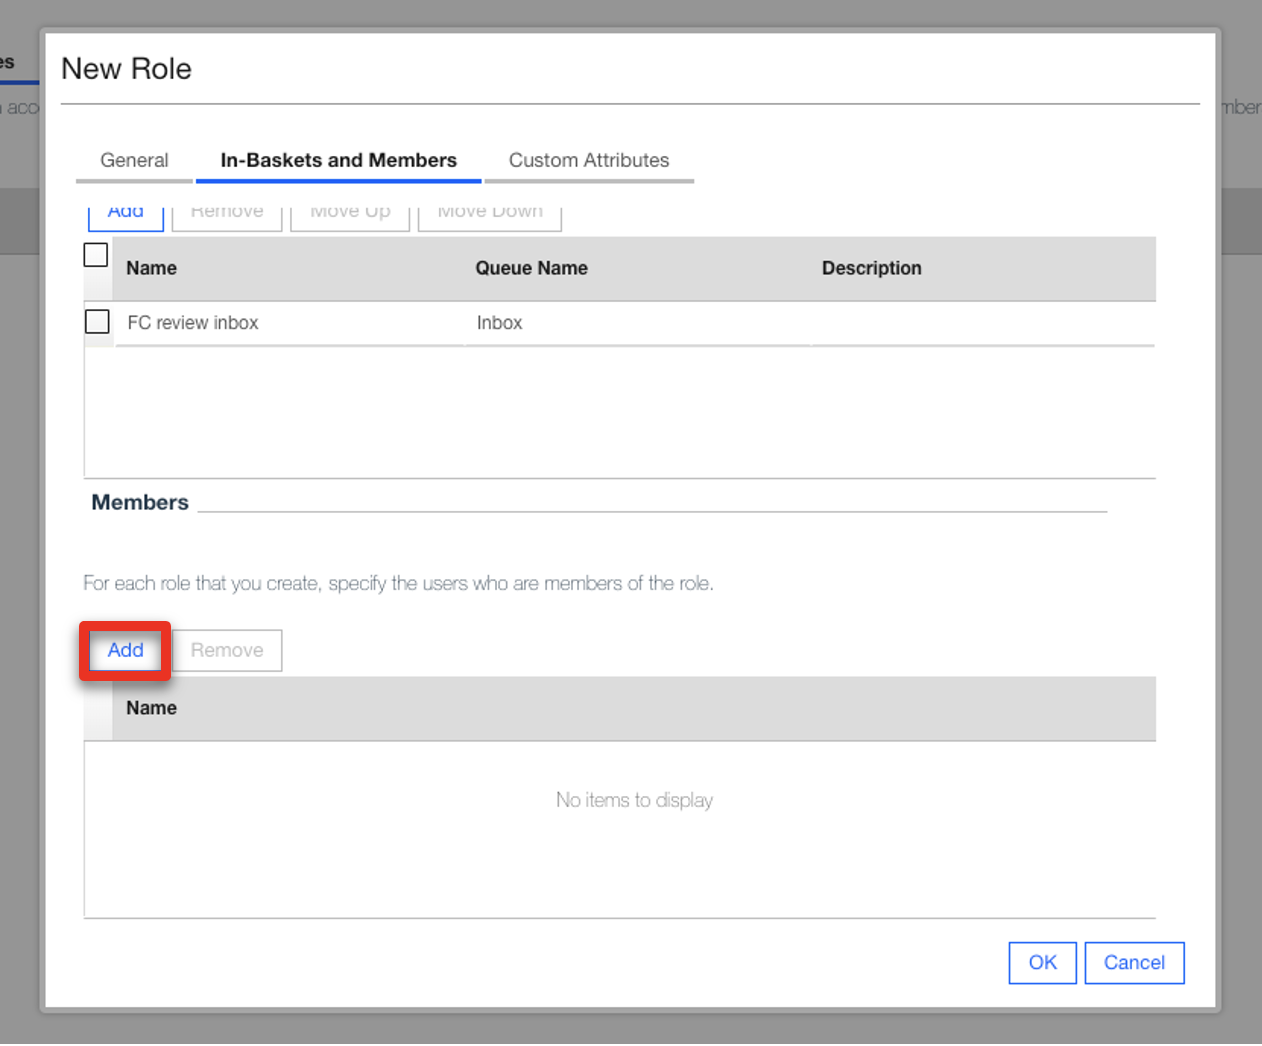 New Role
es
n acc
mber
General In-Baskets and Members Custom Attributes
Add Remove Move Up Move Down
Name Queue Name Description
FC review inbox Inbox
Members
For each role that you create, specify the users who are members of the role.
Add Remove
Name
No items to display
OK Cancel